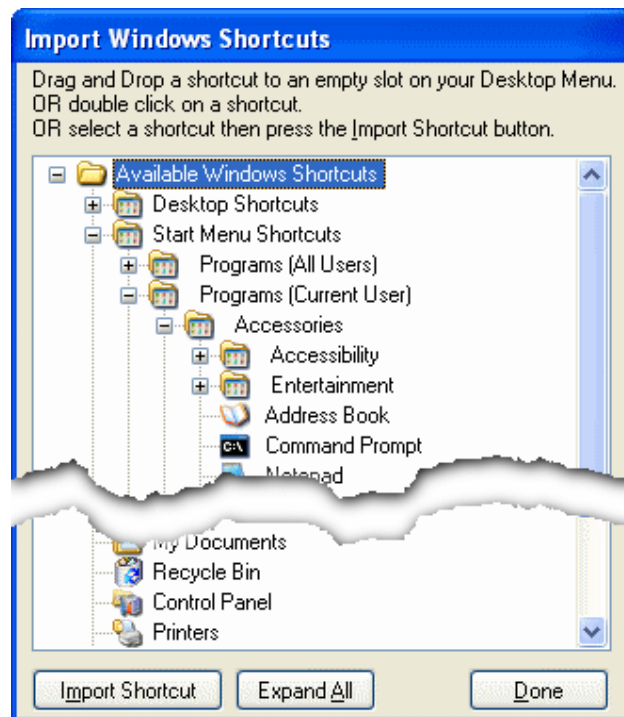 Import Windows Shortcuts
Drag and Drop a shortcut to an empty slot on your Desktop Menu.
OR double click on a shortcut.
OR select a shortcut then press the Import Shortcut button.
Available Windows Shortcuts
Desktop Shortcuts
Start Menu Shortcuts
Programs (All Users)
Programs (Current User)
Accessories
Accessibility
Entertainment
Address Book
C:\
Command Prompt
Notepad
My Documents
Recycle Bin
Control Panel
Printers
Import Shortcut Expand All Done